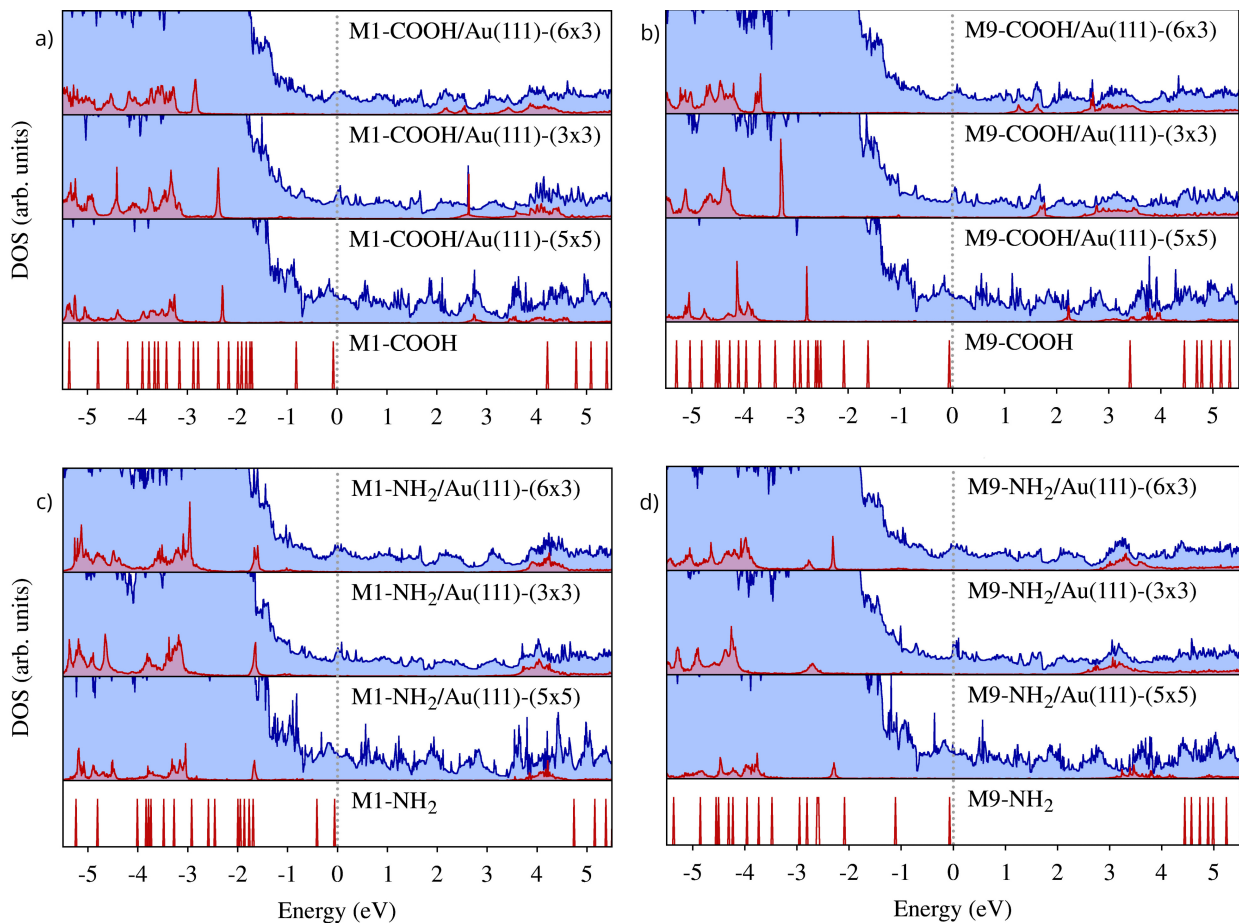 a)
DOS (arb. units)
M1-COOH/Au(111)-(6x3)
M1-COOH/Au(111)-(3x3)
M1-COOH/Au(111)-(5x5)
M1-COOH
-5 -4 -3 -2 -1 0 1 2 3 4 5
b)
M9-COOH/Au(111)-(6x3)
M9-COOH/Au(111)-(3x3)
M9-COOH/Au(111)-(5x5)
M9-COOH
-5 -4 -3 -2 -1 0 1 2 3 4 5
c)
DOS (arb. units)
M1-NH₂/Au(111)-(6x3)
M1-NH₂/Au(111)-(3x3)
M1-NH₂/Au(111)-(5x5)
M1-NH₂
-5 -4 -3 -2 -1 0 1 2 3 4 5
Energy (eV)
d)
M9-NH₂/Au(111)-(6x3)
M9-NH₂/Au(111)-(3x3)
M9-NH₂/Au(111)-(5x5)
M9-NH₂
-5 -4 -3 -2 -1 0 1 2 3 4 5
Energy (eV)